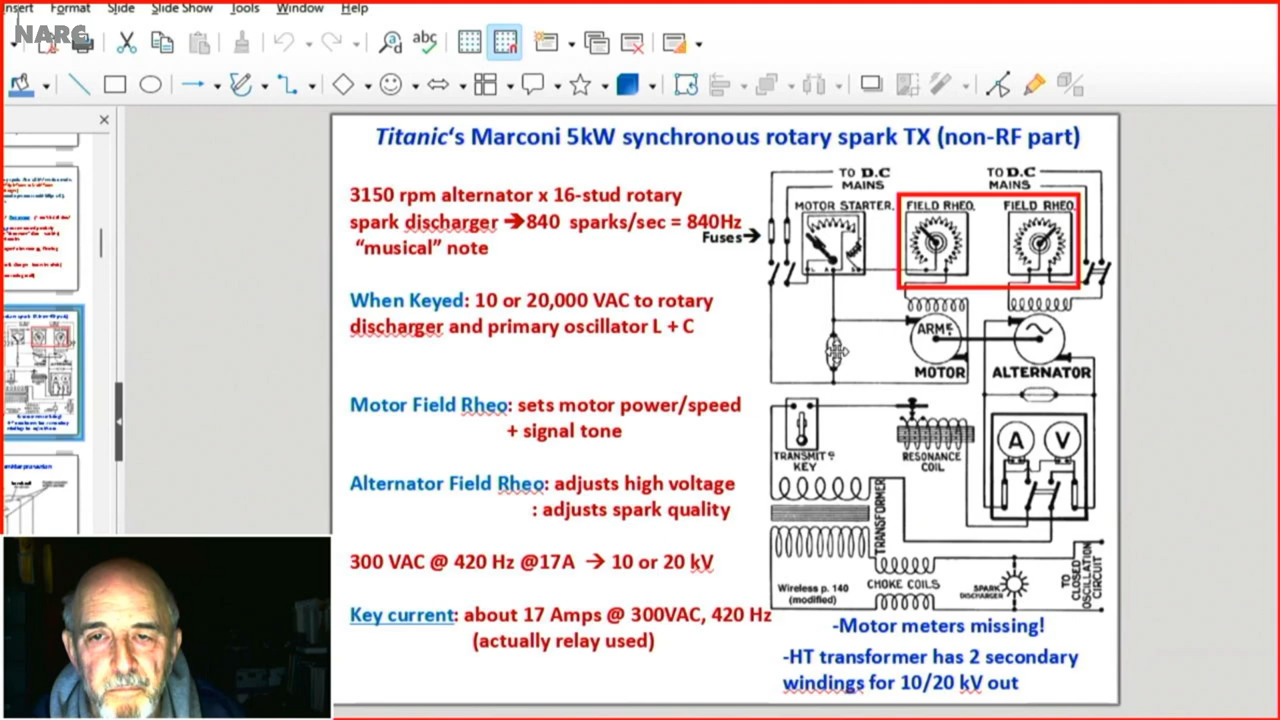 Insert Format Slide Slide Show Tools Window Help
NARC
abc
Titanic's Marconi 5kW synchronous rotary spark TX (non-RF part)
3150 rpm alternator x 16-stud rotary
spark discharger ➔840 sparks/sec = 840Hz
"musical" note
When Keyed: 10 or 20,000 VAC to rotary
discharger and primary oscillator L + C
Motor Field Rheo: sets motor power/speed
+ signal tone
Alternator Field Rheo: adjusts high voltage
: adjusts spark quality
300 VAC @ 420 Hz @17A → 10 or 20 kV
Key current: about 17 Amps @ 300VAC, 420 Hz
(actually relay used)
TO D.C
MAINS
TO D.C
MAINS
MOTOR STARTER.
FIELD RHEO.
FIELD RHEO.
Fuses➔
ARME
MOTOR
ALTERNATOR
TRANSMITG
KEY
RESONANCE
COIL
A
V
TRANSFORMER
Wireless p. 140
(modified)
CHOKE COILS
SPARK
DISCHARGER
TO CLOSED
OSCILLATION
CIRCUIT
-Motor meters missing!
-HT transformer has 2 secondary
windings for 10/20 kV out